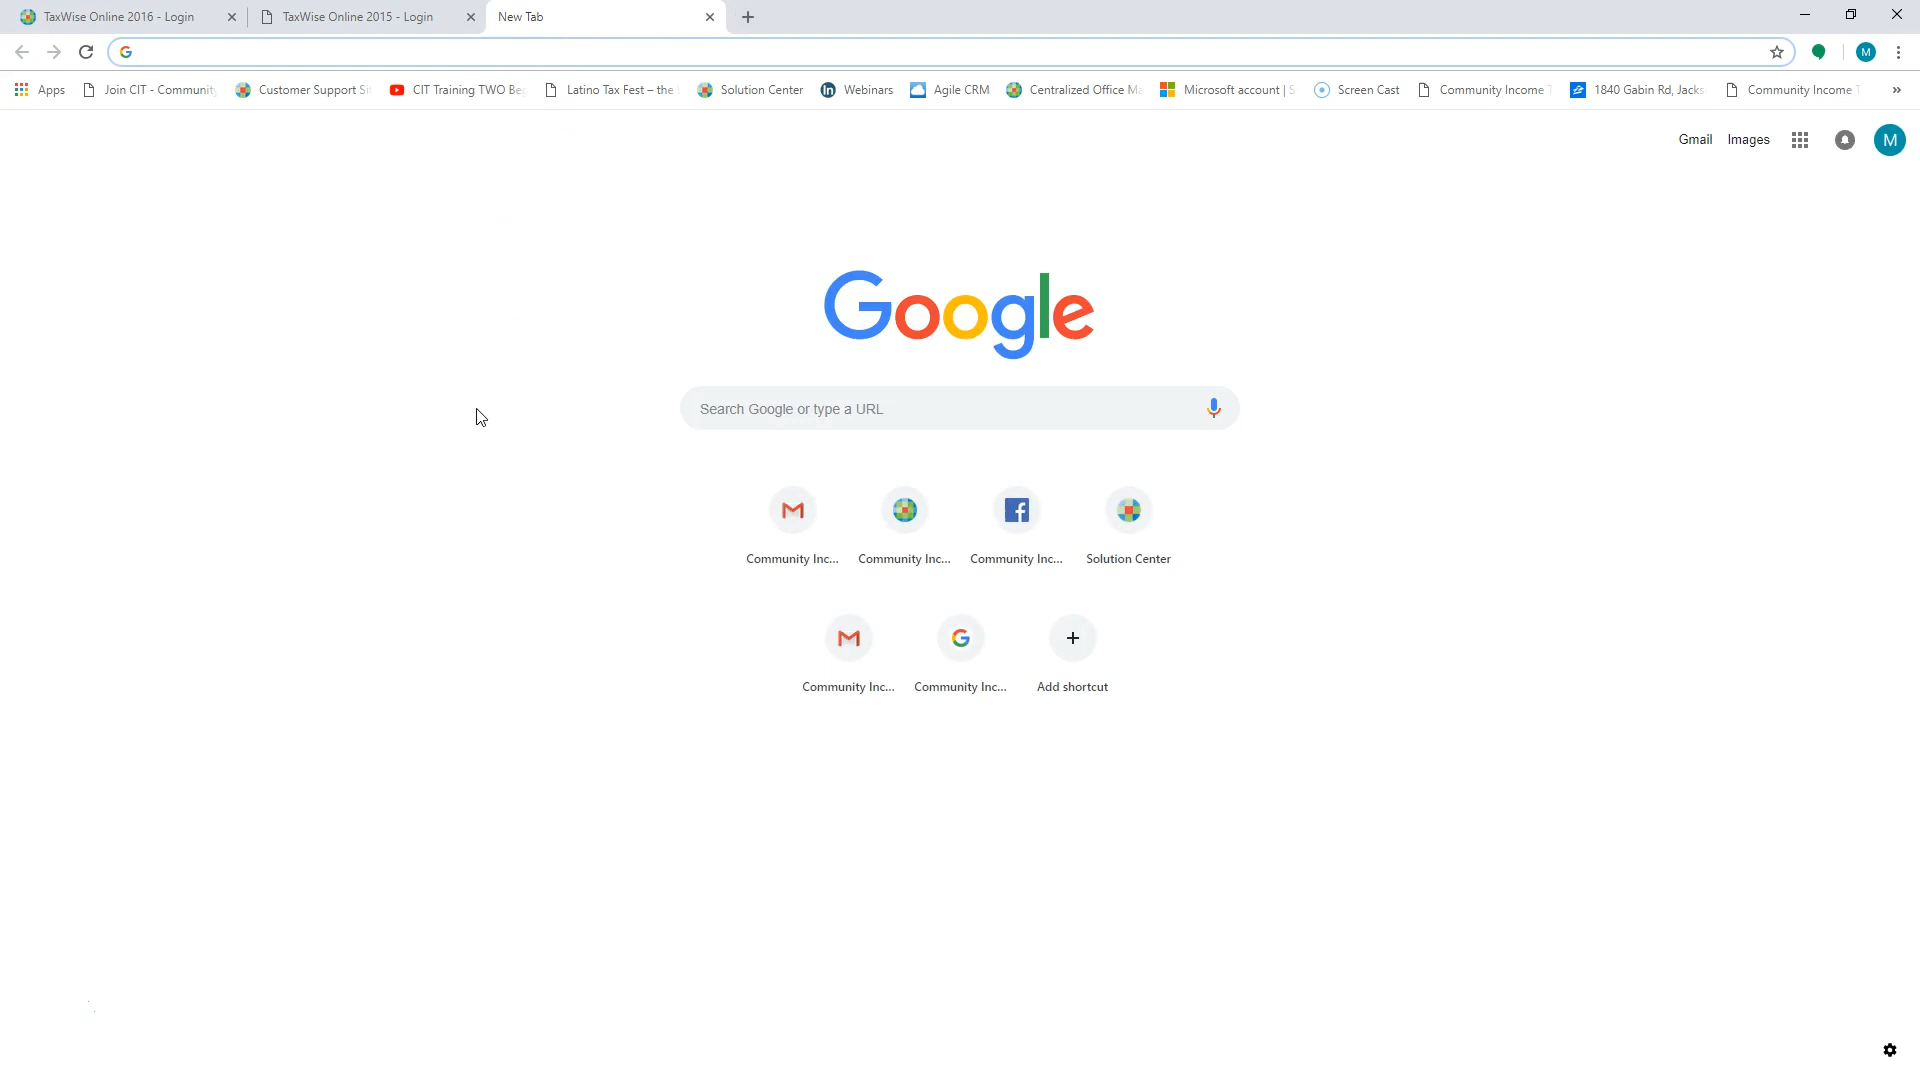 TaxWise Online 2016 - Login
TaxWise Online 2015 - Login
New Tab
M
Apps
Join CIT - Community
Customer Support Si
CIT Training TWO Be
Latino Tax Fest – the
Solution Center
Webinars
Agile CRM
Centralized Office Ma
Microsoft account | S
Screen Cast
Community Income T
1840 Gabin Rd, Jacks
Community Income T
»
Gmail
Images
M
Google
Search Google or type a URL
Community Inc...
Community Inc...
Community Inc...
Solution Center
Community Inc...
Community Inc...
Add shortcut